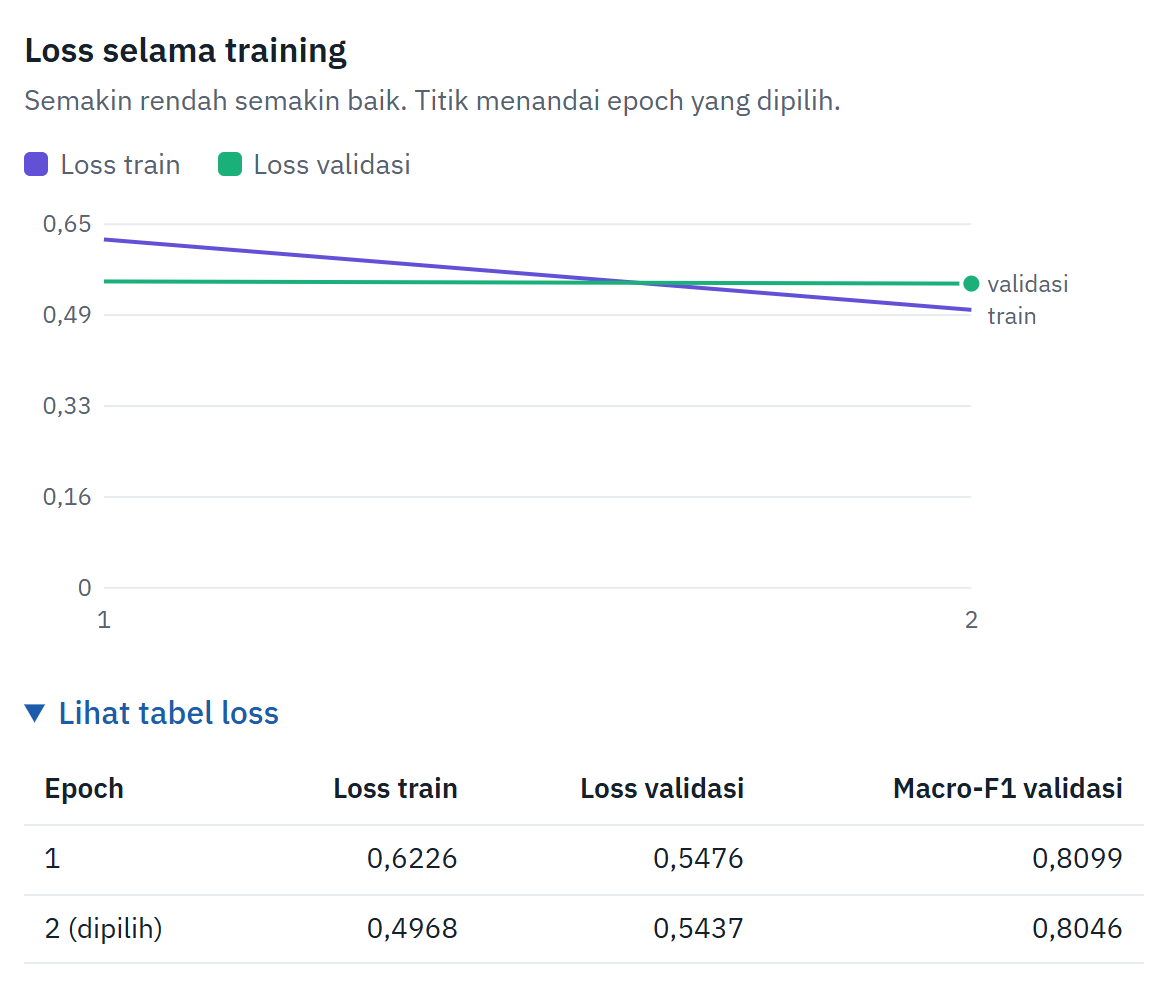 Loss selama training
Semakin rendah semakin baik. Titik menandai epoch yang dipilih.
Loss train Loss validasi
0,65
validasi
0,49
train
0,33
0,16
0
1 2
Lihat tabel loss
Epoch Loss train Loss validasi Macro-F1 validasi
1 0,6226 0,5476 0,8099
2 (dipilih) 0,4968 0,5437 0,8046